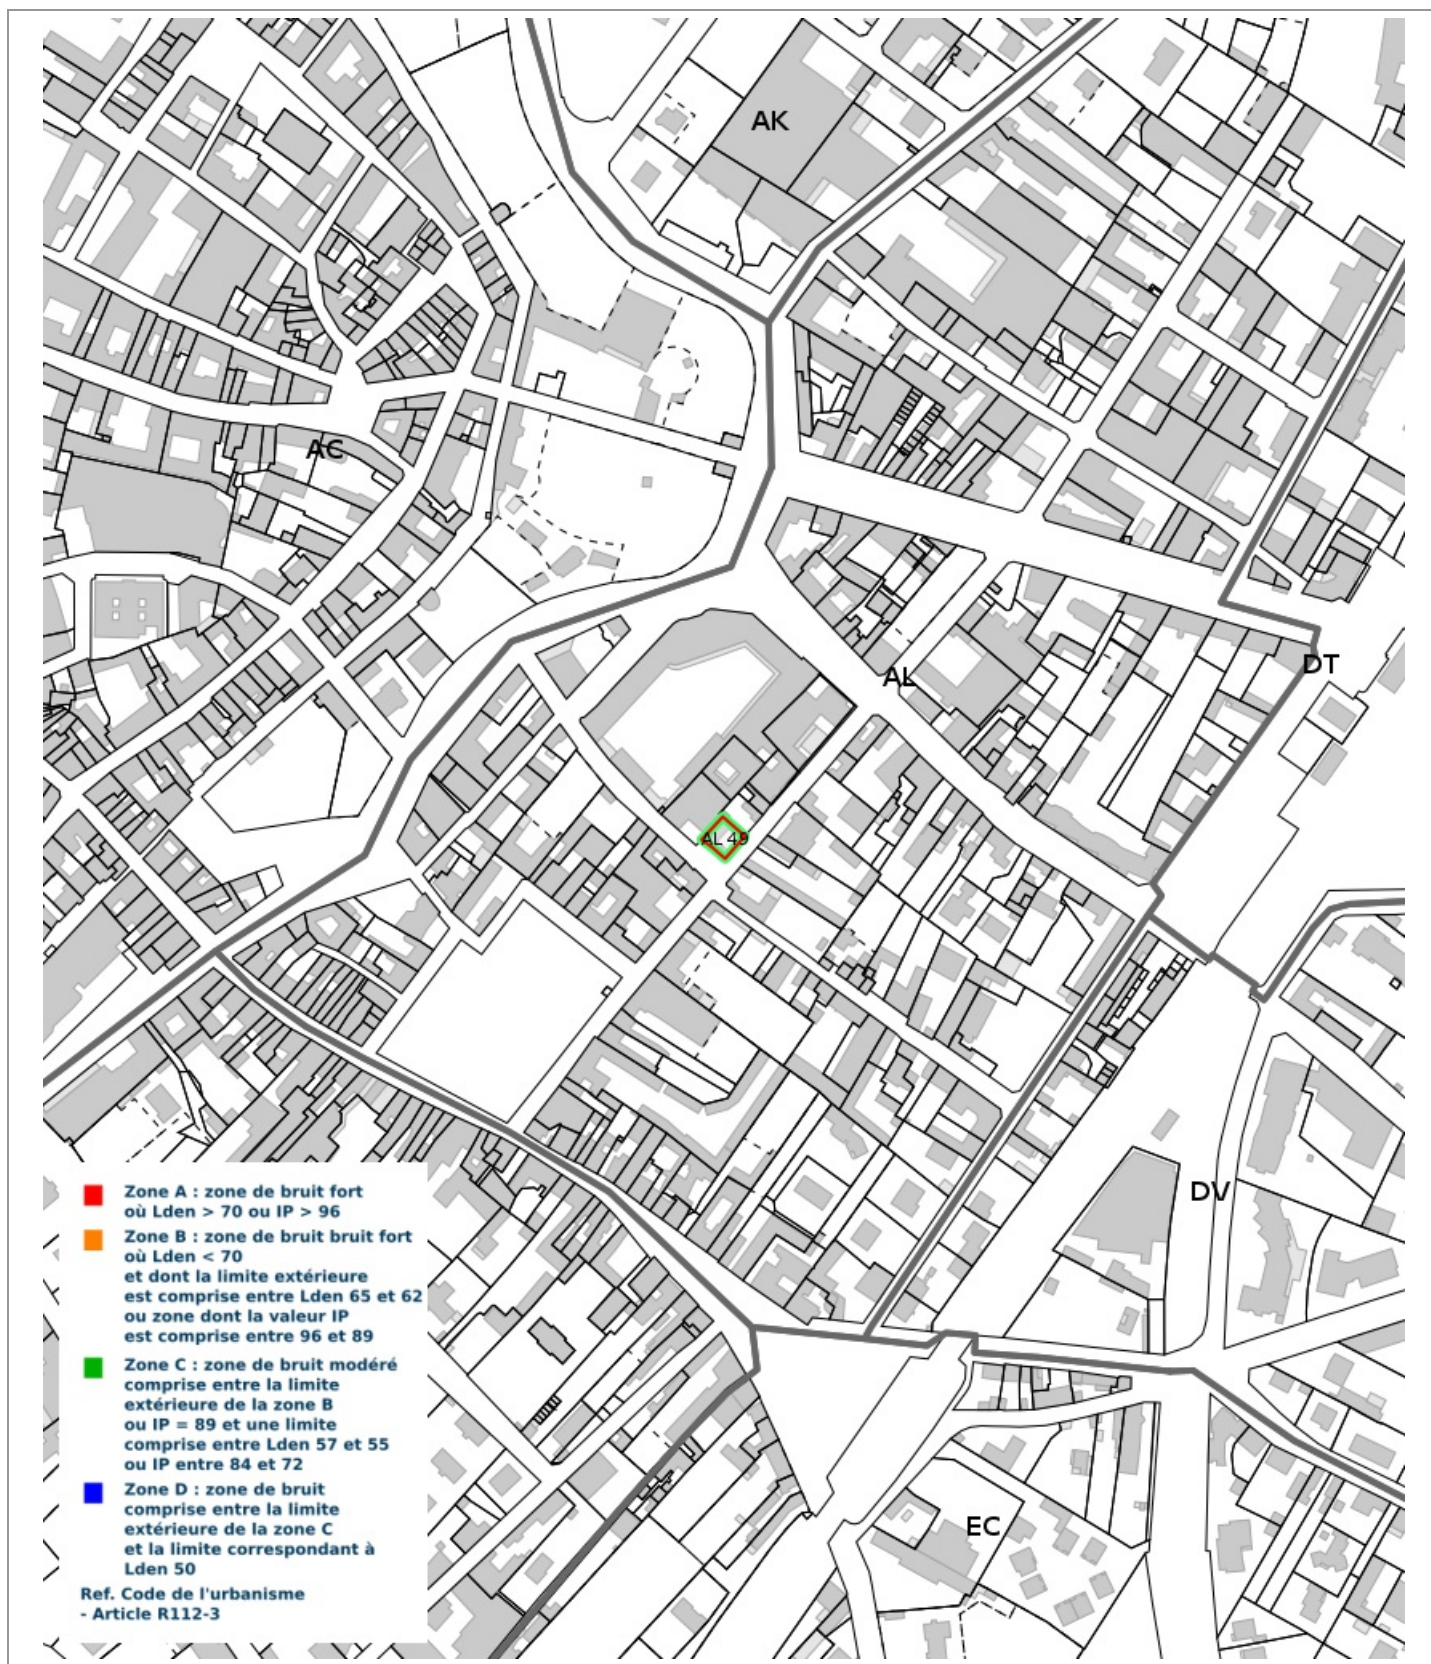 AK
AC
AL
DT
AL 49
DV
EC
Zone A : zone de bruit fort
où Lden > 70 ou IP > 96
Zone B : zone de bruit bruit fort
où Lden < 70
et dont la limite extérieure
est comprise entre Lden 65 et 62
ou zone dont la valeur IP
est comprise entre 96 et 89
Zone C : zone de bruit modéré
comprise entre la limite
extérieure de la zone B
ou IP = 89 et une limite
comprise entre Lden 57 et 55
ou IP entre 84 et 72
Zone D : zone de bruit
comprise entre la limite
extérieure de la zone C
et la limite correspondant à
Lden 50
Ref. Code de l'urbanisme
- Article R112-3